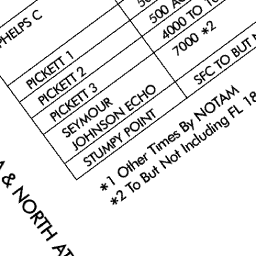 PHELPS C
PICKETT 1
PICKETT 2
PICKETT 3
SEYMOUR
JOHNSON ECHO
STUMPY POINT
500
4000 TO
7000 *2
SFC TO BUT
*1 Other Times By NOTAM
*2 To But Not Including FL 18
& NORTH